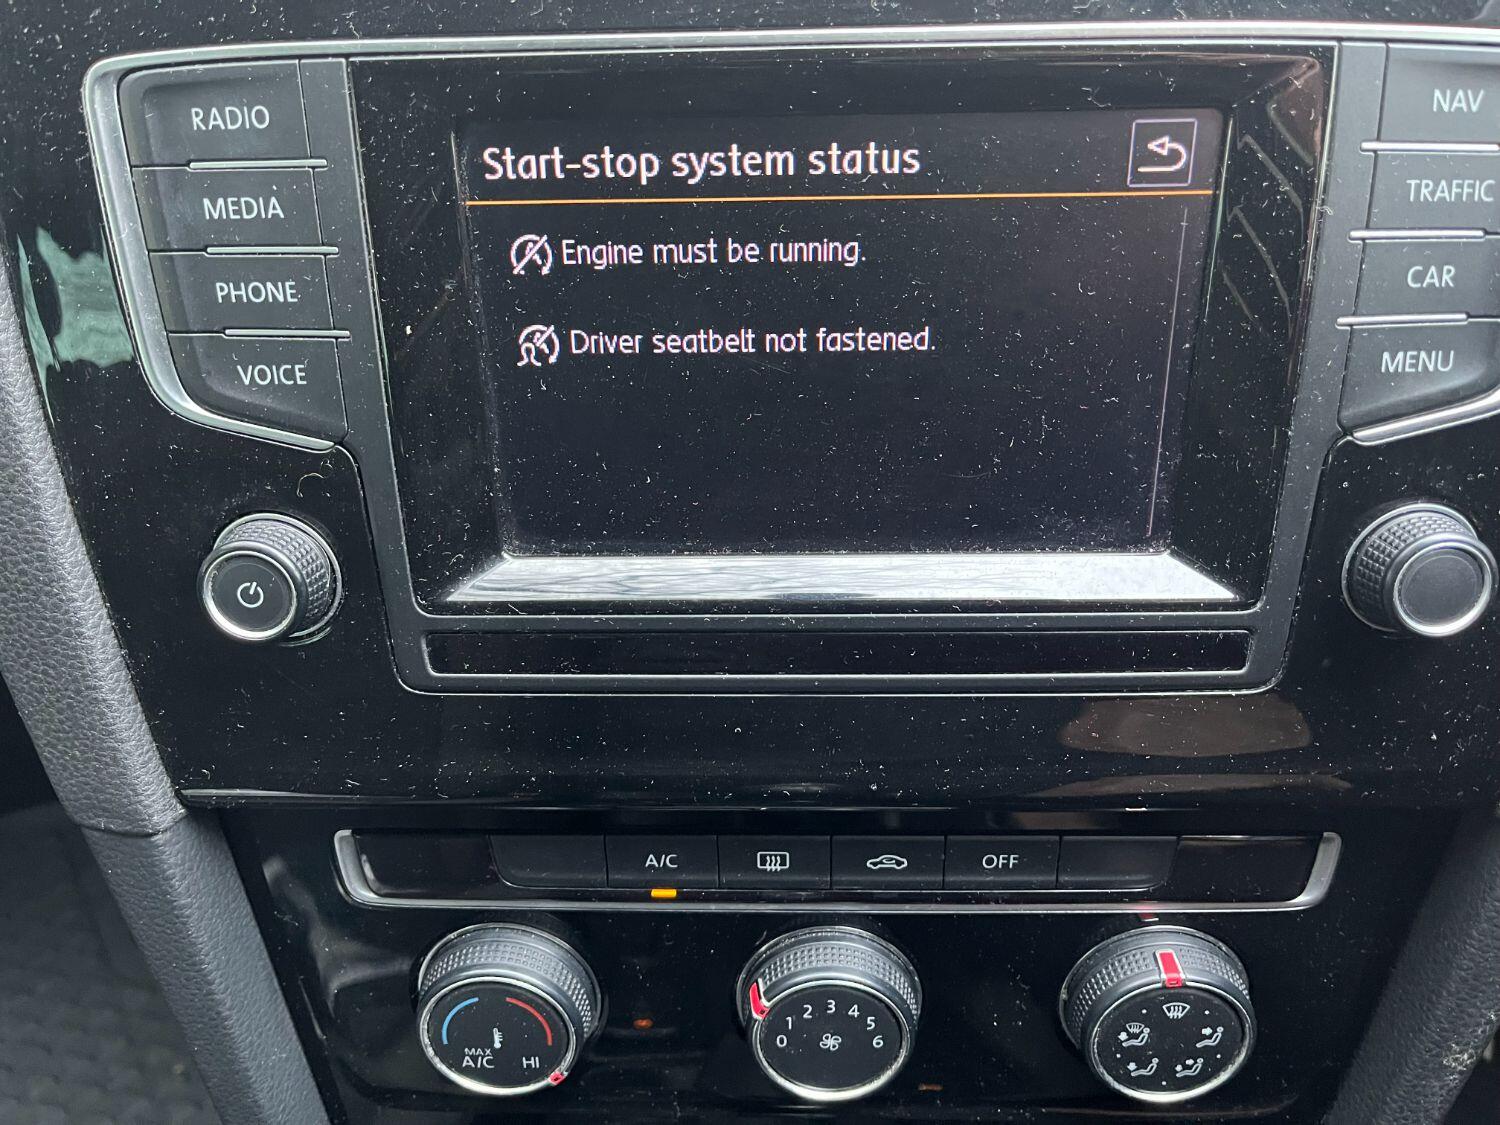 RADIO
MEDIA
PHONE
VOICE
Start-stop system status
Engine must be running.
Driver seatbelt not fastened.
NAV
TRAFFIC
CAR
MENU
A/C
OFF
MAX
A/C
HI
0 1 2 3 4 5 6